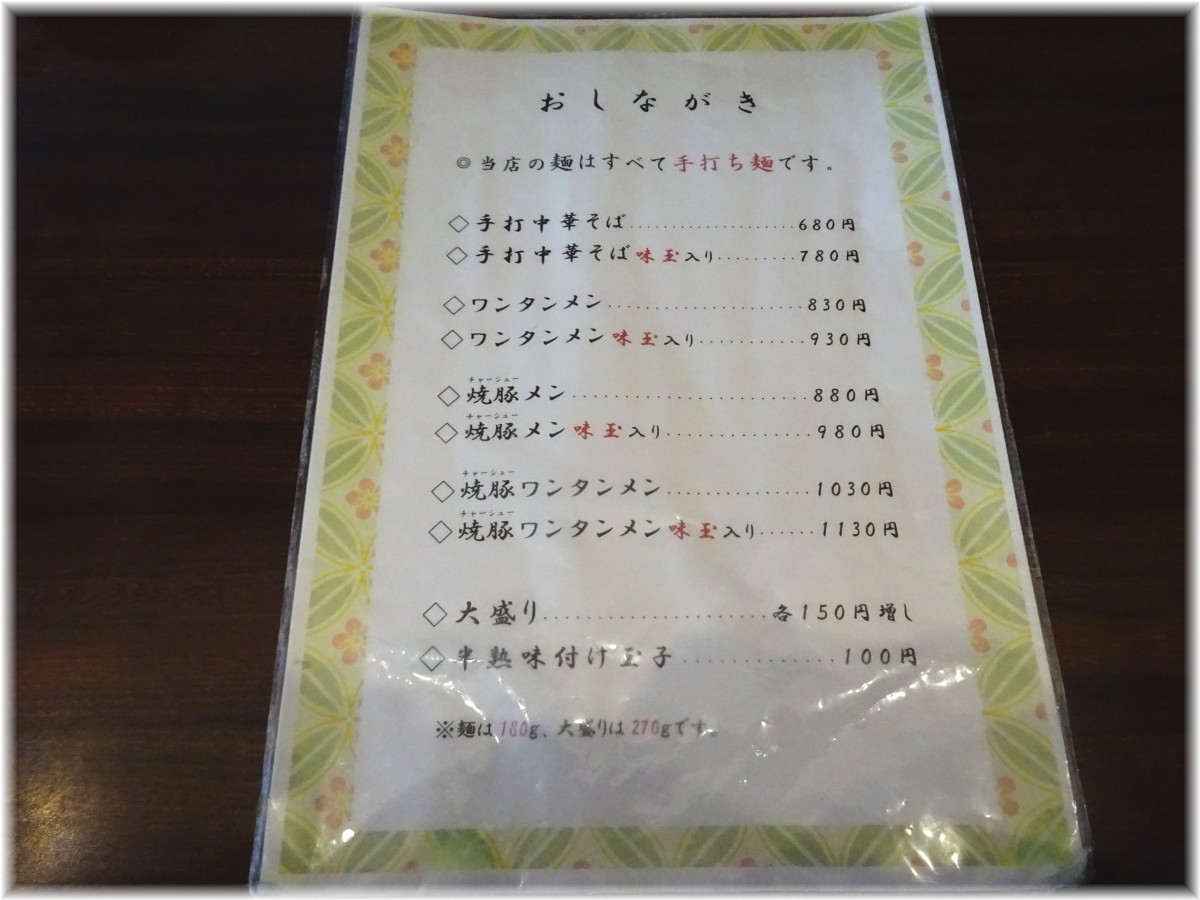 おしながき
◎当店の麺はすべて手打ち麺です。
◇手打中華そば....................680円
◇手打中華そば味玉入り.........780円
◇ワンタンメン.......................830円
◇ワンタンメン味玉入り...........930円
チャーシュー
◇焼豚メン..........................880円
チャーシュー
◇焼豚メン味玉入り...............980円
チャーシュー
◇焼豚ワンタンメン...............1030円
チャーシュー
◇焼豚ワンタンメン味玉入り......1130円
◇大盛り.....................各150円増し
◇半熟味付け玉子.............100円
※麺は180g、大盛りは270gです。